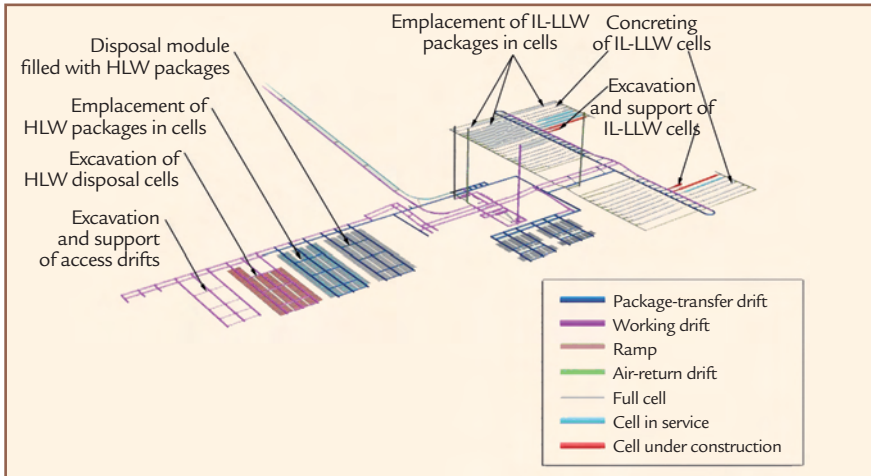 Disposal module
filled with HLW packages
Emplacement of
HLW packages in cells
Excavation of
HLW disposal cells
Excavation
and support
of access drifts
Emplacement of IL-LLW
packages in cells
Concreting
of IL-LLW cells
Excavation
and support of
IL-LLW cells
Package-transfer drift
Working drift
Ramp
Air-return drift
Full cell
Cell in service
Cell under construction